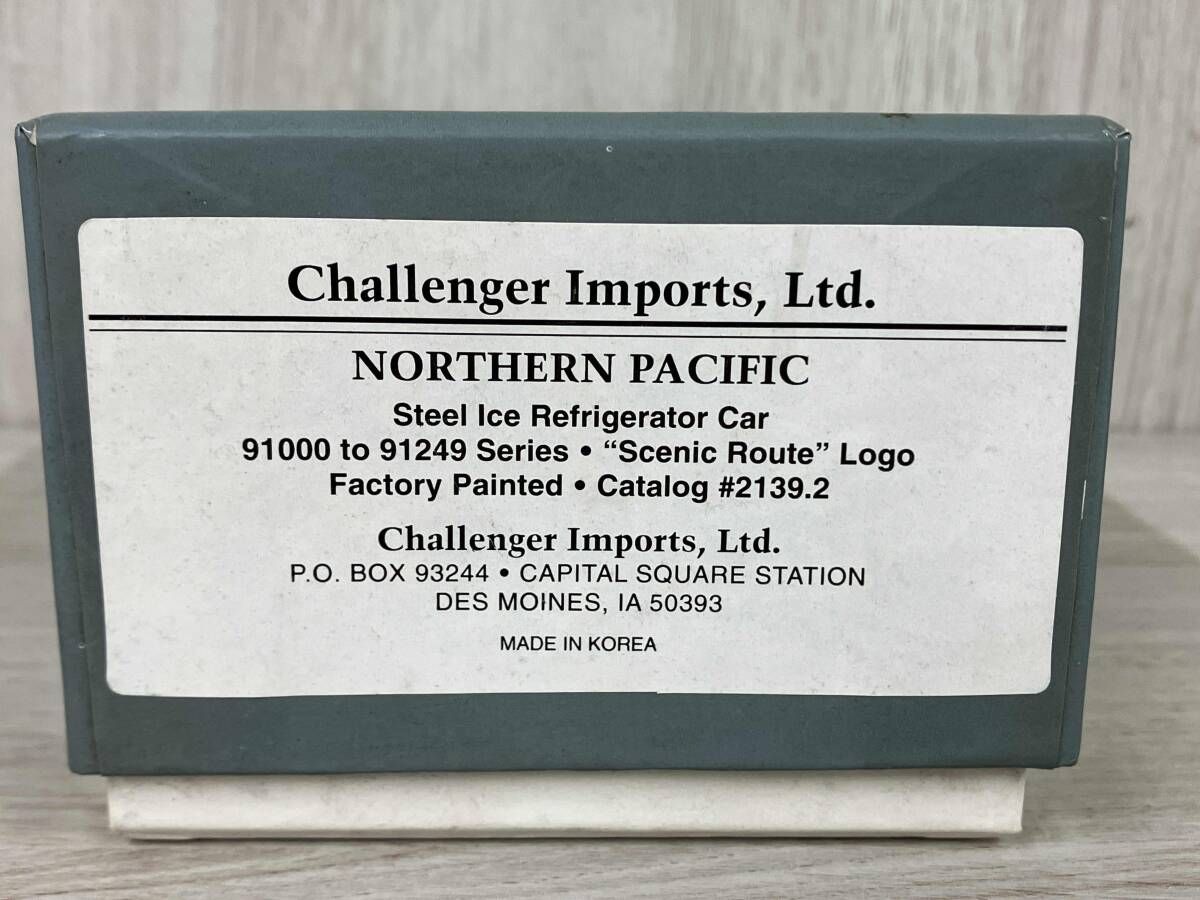 Challenger Imports, Ltd.
NORTHERN PACIFIC
Steel Ice Refrigerator Car
91000 to 91249 Series • “Scenic Route” Logo
Factory Painted • Catalog #2139.2
Challenger Imports, Ltd.
P.O. BOX 93244 • CAPITAL SQUARE STATION
DES MOINES, IA 50393
MADE IN KOREA